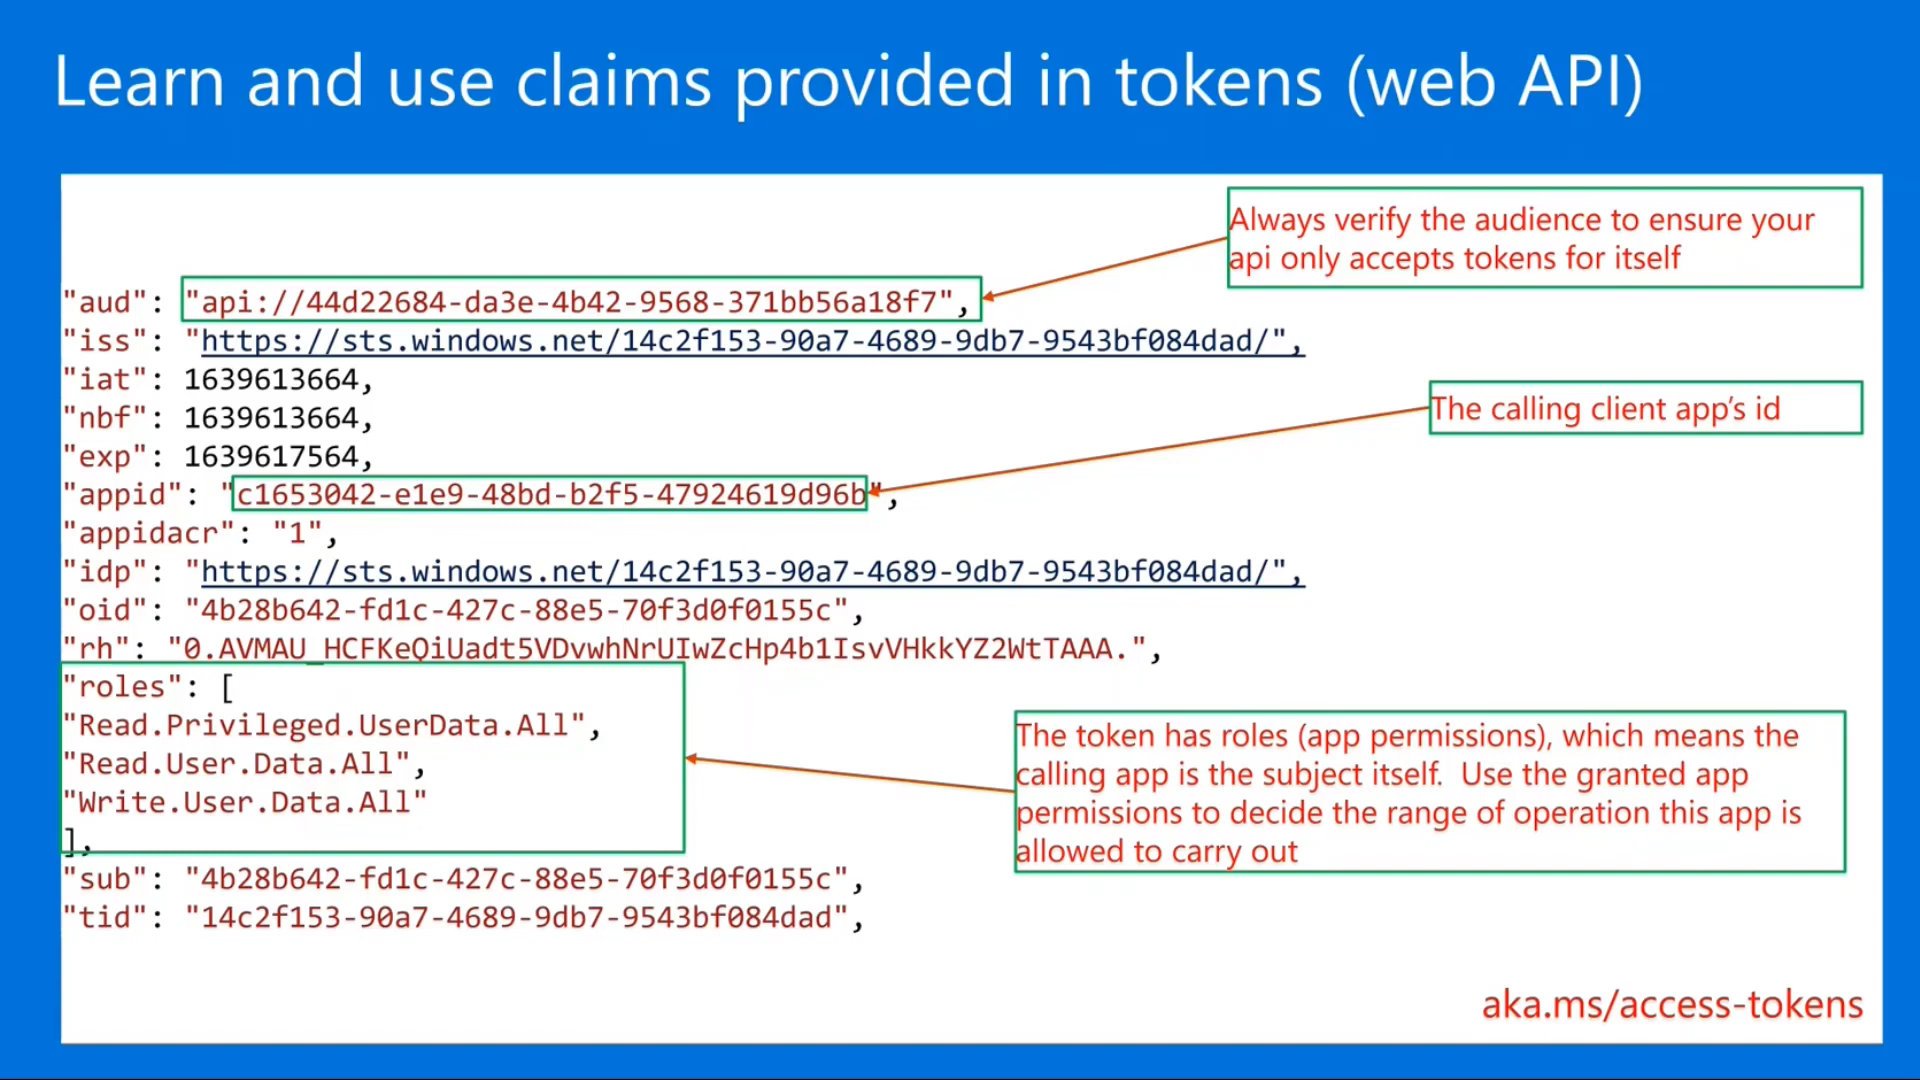 Learn and use claims provided in tokens (web API)
Always verify the audience to ensure your
api only accepts tokens for itself
"aud": "api://44d22684-da3e-4b42-9568-371bb56a18f7",
"iss": "https://sts.windows.net/14c2f153-90a7-4689-9db7-9543bf084dad/",
"iat": 1639613664,
The calling client app's id
"nbf": 1639613664,
"exp": 1639617564,
"appid": "c1653042-e1e9-48bd-b2f5-47924619d96b",
"appidacr": "1",
"idp": "https://sts.windows.net/14c2f153-90a7-4689-9db7-9543bf084dad/",
"oid": "4b28b642-fd1c-427c-88e5-70f3d0f0155c",
"rh": "0.AVMAU_HCFKeQiUadt5VDvwhNrUIwZcHp4b1IsvVHkkYZ2WtTAAA.",
"roles": [
"Read.Privileged.UserData.All",
"Read.User.Data.All",
"Write.User.Data.All"
],
The token has roles (app permissions), which means the
calling app is the subject itself.  Use the granted app
permissions to decide the range of operation this app is
allowed to carry out
"sub": "4b28b642-fd1c-427c-88e5-70f3d0f0155c",
"tid": "14c2f153-90a7-4689-9db7-9543bf084dad",
aka.ms/access-tokens